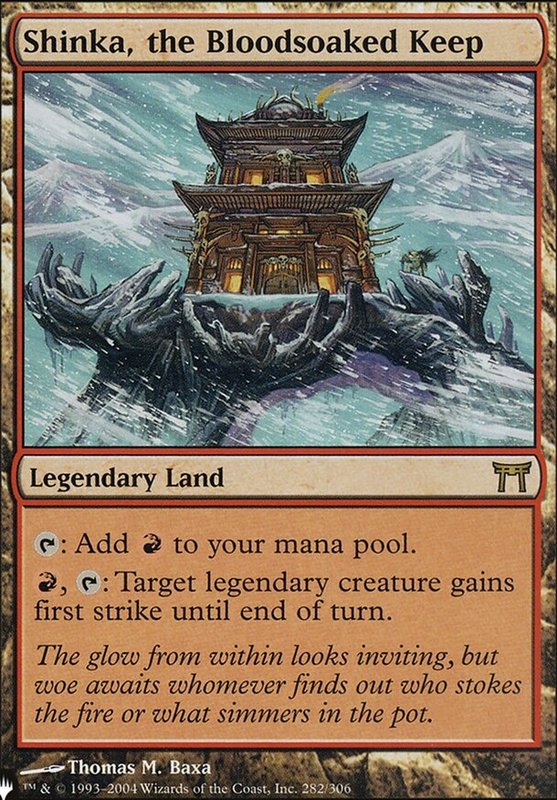 Shinka, the Bloodsoaked Keep
Legendary Land
: Add to your mana pool.
, : Target legendary creature gains
first strike until end of turn.
The glow from within looks inviting, but
woe awaits whomever finds out who stokes
the fire or what simmers in the pot.
Thomas M. Baxa
™ & © 1993–2004 Wizards of the Coast, Inc. 282/306